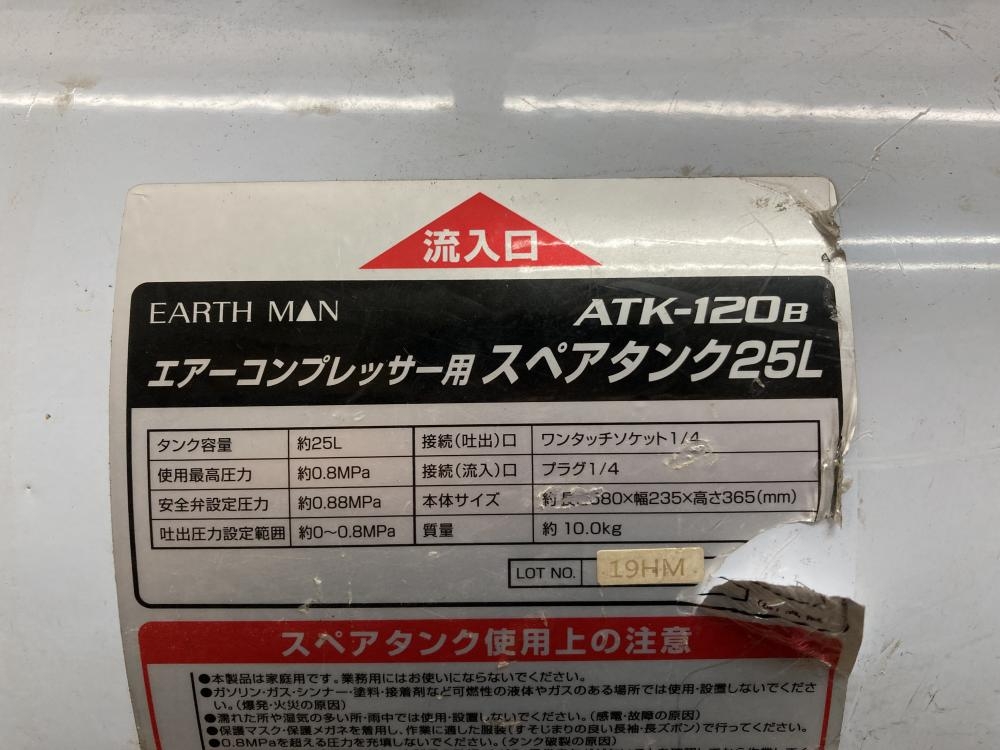 流入口
EARTH MAN
ATK-120B
エアーコンプレッサー用 スペアタンク25L
タンク容量 約25L 接続(吐出)口 ワンタッチソケット1/4
使用最高圧力 約0.8MPa 接続(流入)口 プラグ1/4
安全弁設定圧力 約0.88MPa 本体サイズ 約 長 580×幅235×高さ365(mm)
吐出圧力設定範囲 約0~0.8MPa 質量 約 10.0kg
LOT NO. 19HM
スペアタンク使用上の注意
●本製品は家庭用です。業務用にはお使いにならないでください。
●ガソリン・ガス・シンナー・塗料・接着剤など可燃性の液体やガスのある場所では使用・設置しないでくださ
い。(爆発・火災の原因)
●濡れた所や湿気の多い所・雨中では使用・設置しないでください。(感電・故障の原因)
●保護マスク・保護メガネを着用し、作業に適した服装(すそじまりの良い長袖・長ズボン)で行ってください。
●0.8MPaを超える圧力を充填しないでください。(タンク破裂の原因)